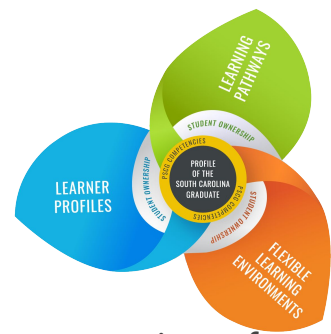 LEARNING
PATHWAYS
STUDENT OWNERSHIP
PSCG COMPETENCIES
PROFILE
OF THE
SOUTH CAROLINA
GRADUATE
LEARNER
PROFILES
STUDENT OWNERSHIP
PSCG COMPETENCIES
STUDENT OWNERSHIP
FLEXIBLE
LEARNING
ENVIRONMENTS